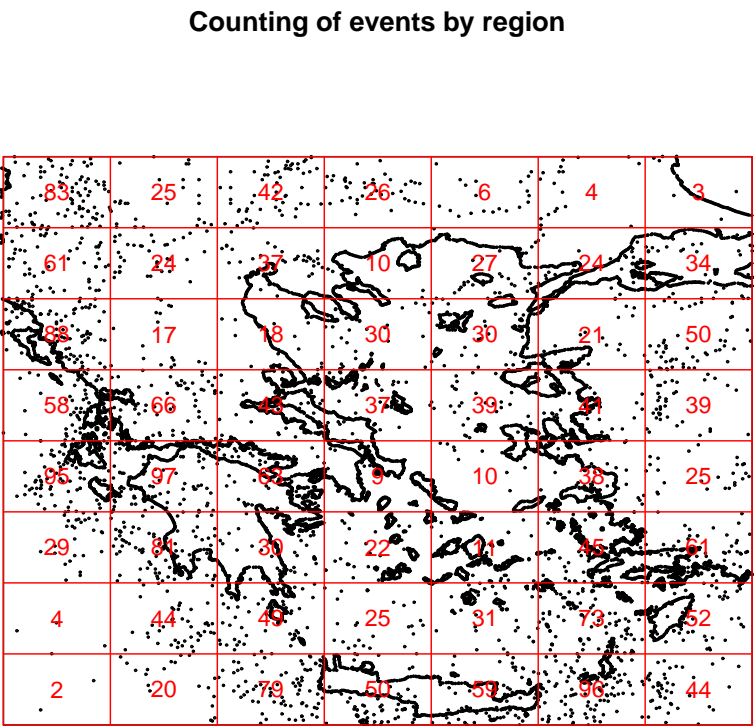 Counting of events by region
83 25 42 26 6 4 3
61 24 37 10 27 24 34
88 17 18 30 30 21 50
58 66 43 37 39 41 39
95 97 63 9 10 38 25
29 81 30 22 11 45 61
4 44 49 25 31 73 52
2 20 79 50 59 96 44